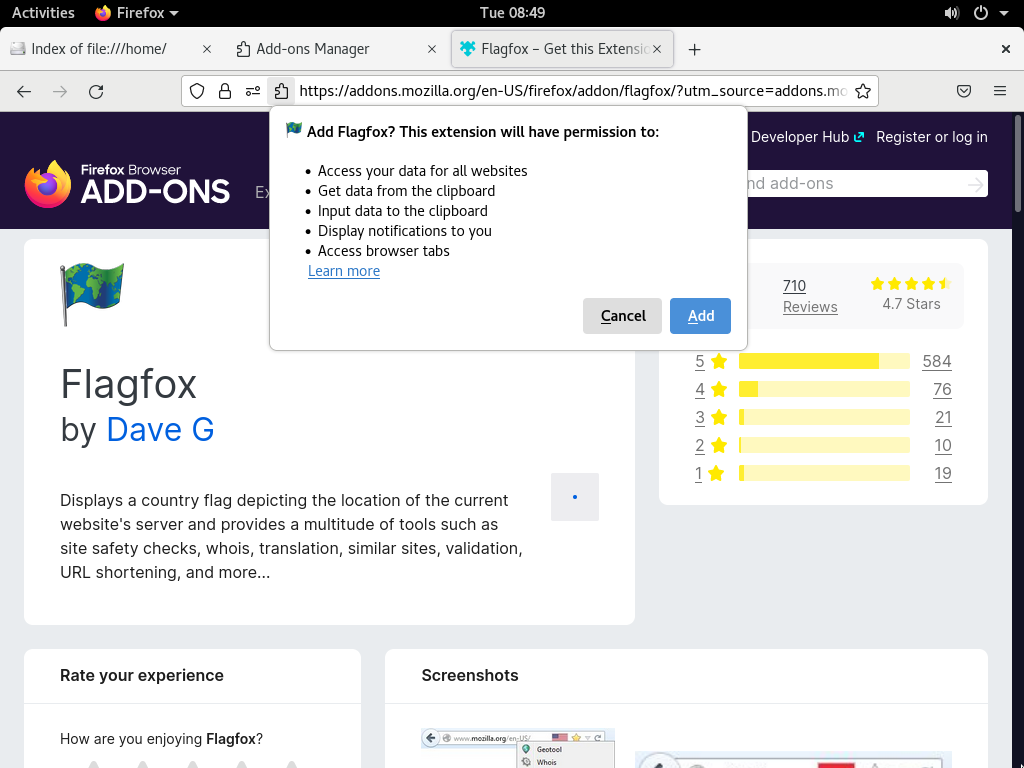 Activities Firefox Tue 08:49
Index of file:///home/ Add-ons Manager Flagfox – Get this Extensio
https://addons.mozilla.org/en-US/firefox/addon/flagfox/?utm_source=addons.mo
Add Flagfox? This extension will have permission to:
• Access your data for all websites
• Get data from the clipboard
• Input data to the clipboard
• Display notifications to you
• Access browser tabs
Learn more
Cancel Add
Developer Hub Register or log in
Firefox Browser
ADD-ONS
nd add-ons
710
Reviews
4.7 Stars
5 584
4 76
3 21
2 10
1 19
Flagfox
by Dave G
Displays a country flag depicting the location of the current
website's server and provides a multitude of tools such as
site safety checks, whois, translation, similar sites, validation,
URL shortening, and more...
Rate your experience
How are you enjoying Flagfox?
Screenshots
www.mozilla.org/en-US/
Geotool
Whois